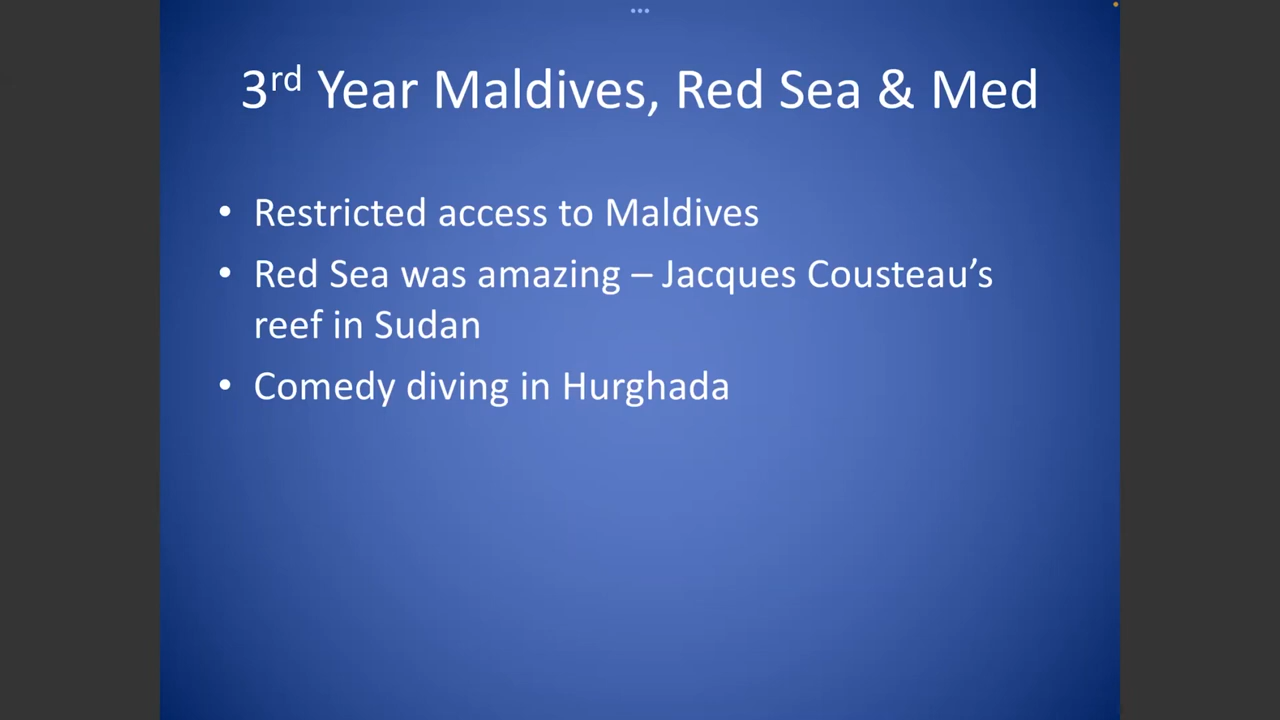 3rd Year Maldives, Red Sea & Med
• Restricted access to Maldives
• Red Sea was amazing – Jacques Cousteau’s
reef in Sudan
• Comedy diving in Hurghada